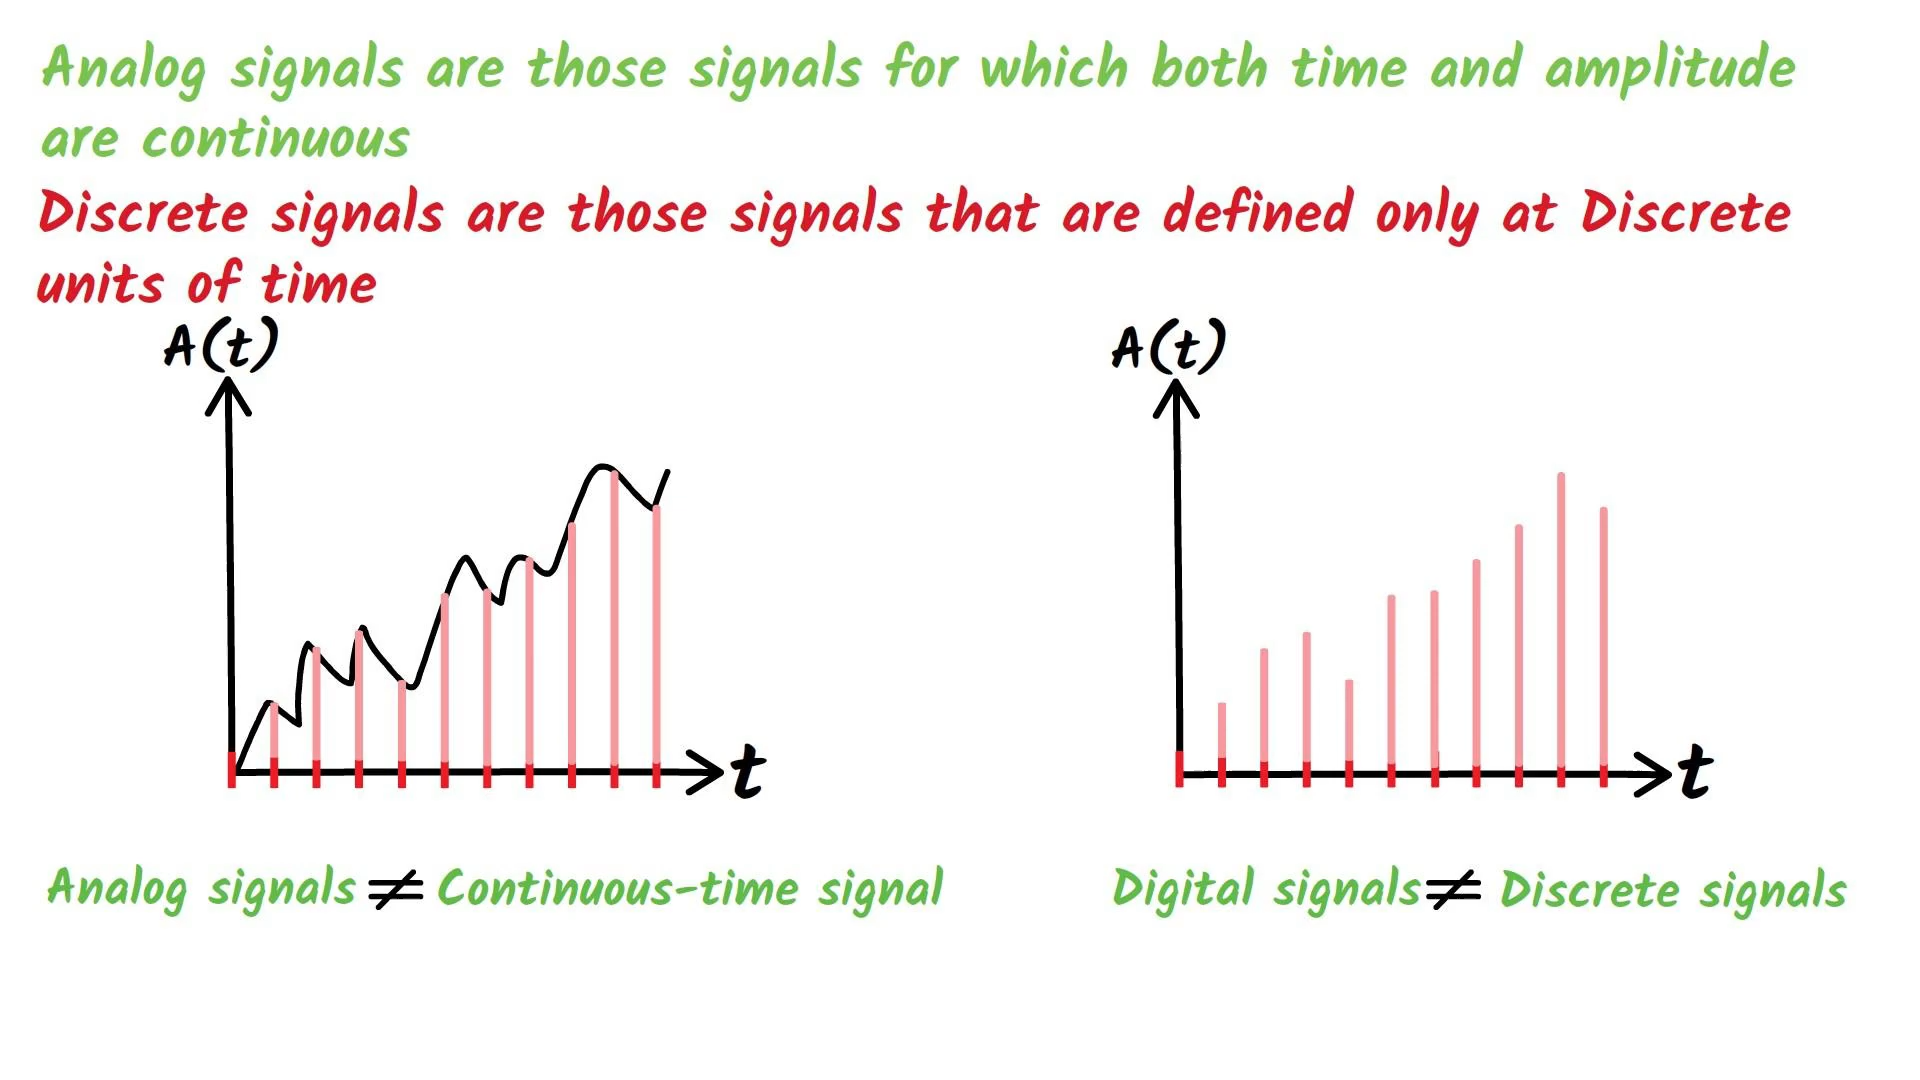 Analog signals are those signals for which both time and amplitude
are continuous
Discrete signals are those signals that are defined only at Discrete
units of time
A(t)
t
A(t)
t
Analog signals ≠ Continuous-time signal
Digital signals ≠ Discrete signals